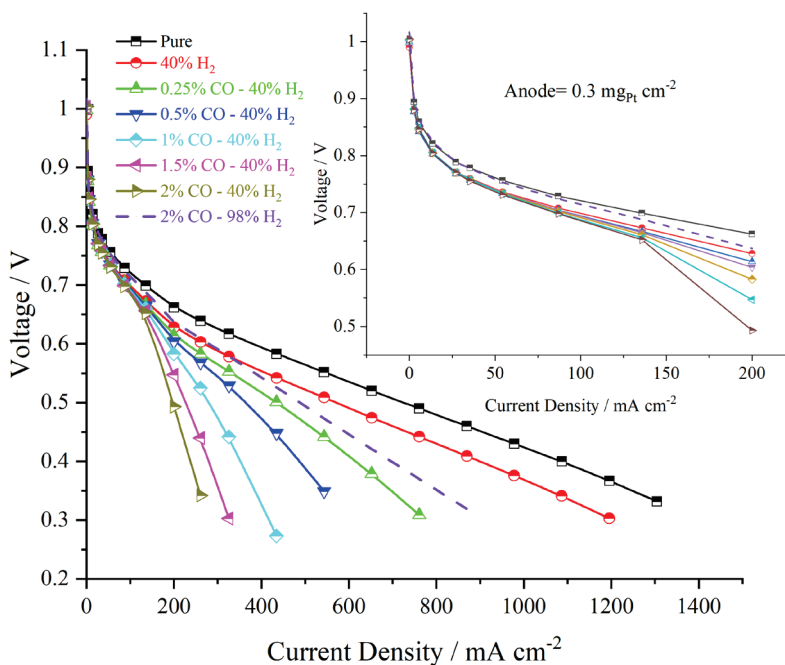 Pure
40% H₂
0.25% CO - 40% H₂
0.5% CO - 40% H₂
1% CO - 40% H₂
1.5% CO - 40% H₂
2% CO - 40% H₂
2% CO - 98% H₂
1.1
1.0
0.9
0.8
0.7
0.6
0.5
0.4
0.3
0.2
Voltage / V
0 200 400 600 800 1000 1200 1400
Current Density / mA cm⁻²
Anode= 0.3 mg_Pt cm⁻²
1
0.9
0.8
0.7
0.6
0.5
Voltage / V
0 50 100 150 200
Current Density / mA cm⁻²